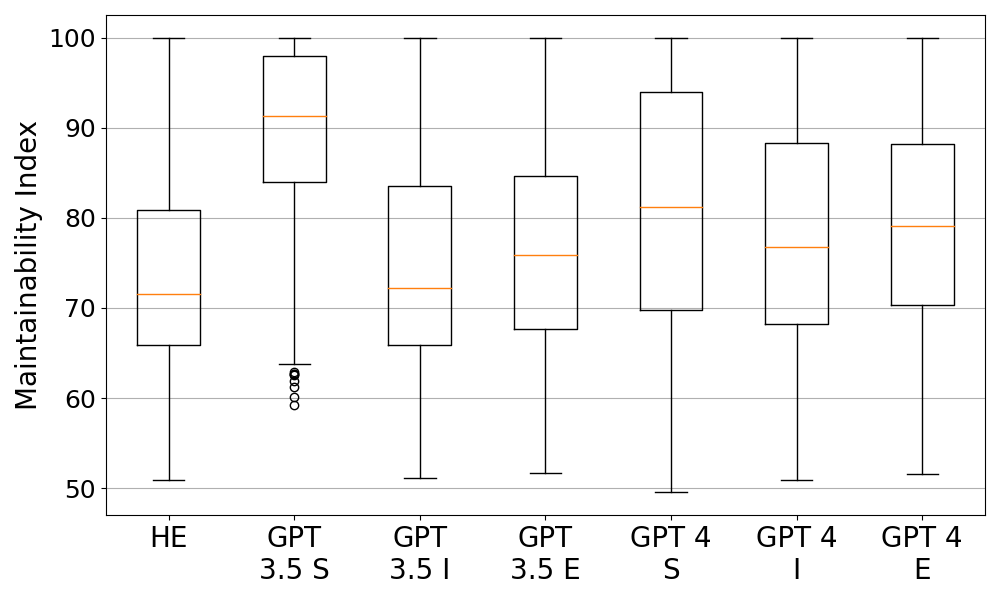 Maintainability Index
100
90
80
70
60
50
HE
GPT
3.5 S
GPT
3.5 I
GPT
3.5 E
GPT 4
S
GPT 4
I
GPT 4
E